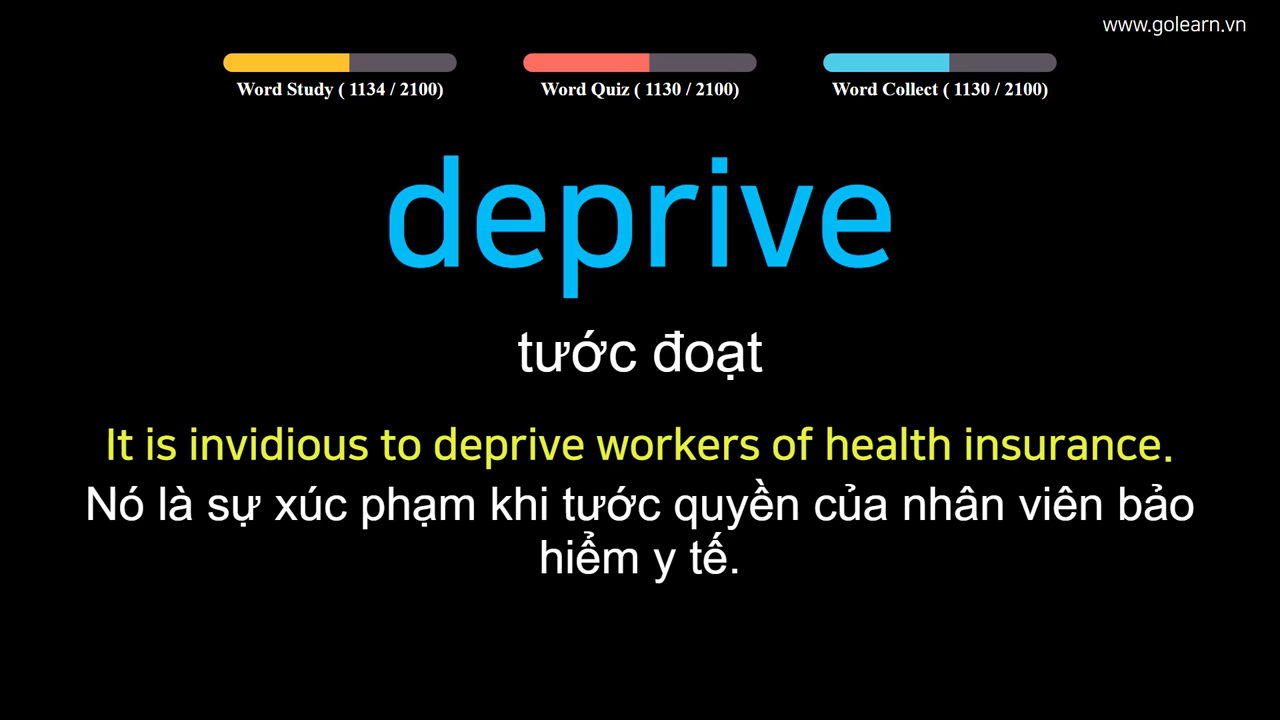 www.golearn.vn
Word Study ( 1134 / 2100)
Word Quiz ( 1130 / 2100)
Word Collect ( 1130 / 2100)
deprive
tước đoạt
It is invidious to deprive workers of health insurance.
Nó là sự xúc phạm khi tước quyền của nhân viên bảo
hiểm y tế.